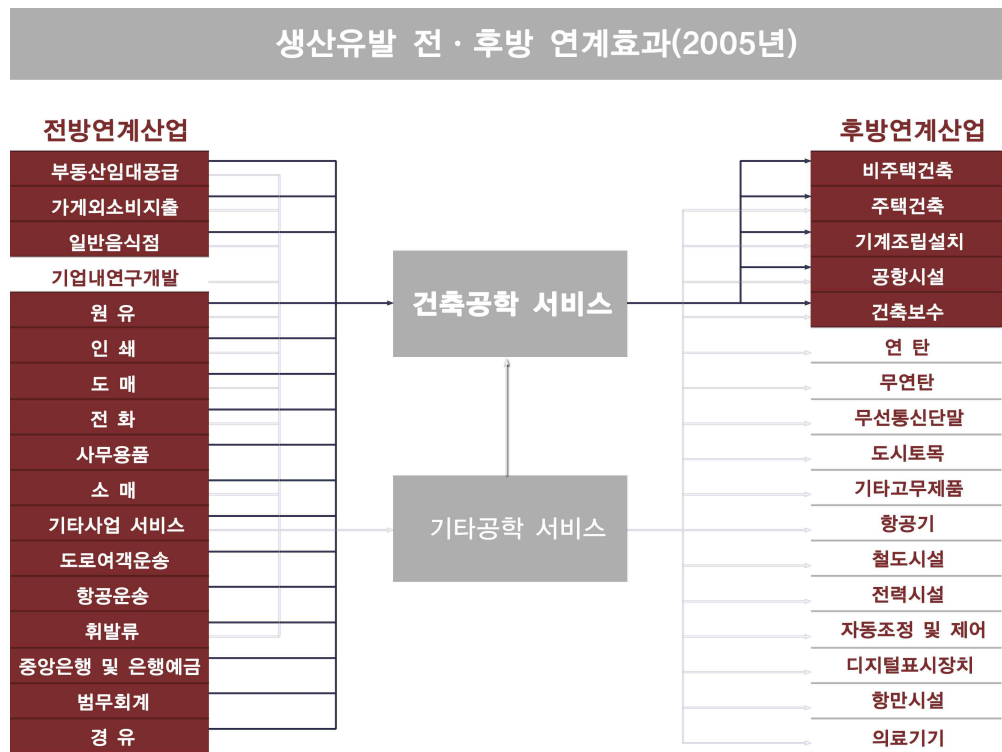 생산유발 전 · 후방 연계효과(2005년)
전방연계산업
부동산임대공급
가게외소비지출
일반음식점
기업내연구개발
원 유
인 쇄
도 매
전 화
사무용품
소 매
기타사업 서비스
도로여객운송
항공운송
휘발류
중앙은행 및 은행예금
범무회계
경 유
건축공학 서비스
기타공학 서비스
후방연계산업
비주택건축
주택건축
기계조립설치
공항시설
건축보수
연 탄
무연탄
무선통신단말
도시토목
기타고무제품
항공기
철도시설
전력시설
자동조정 및 제어
디지털표시장치
항만시설
의료기기